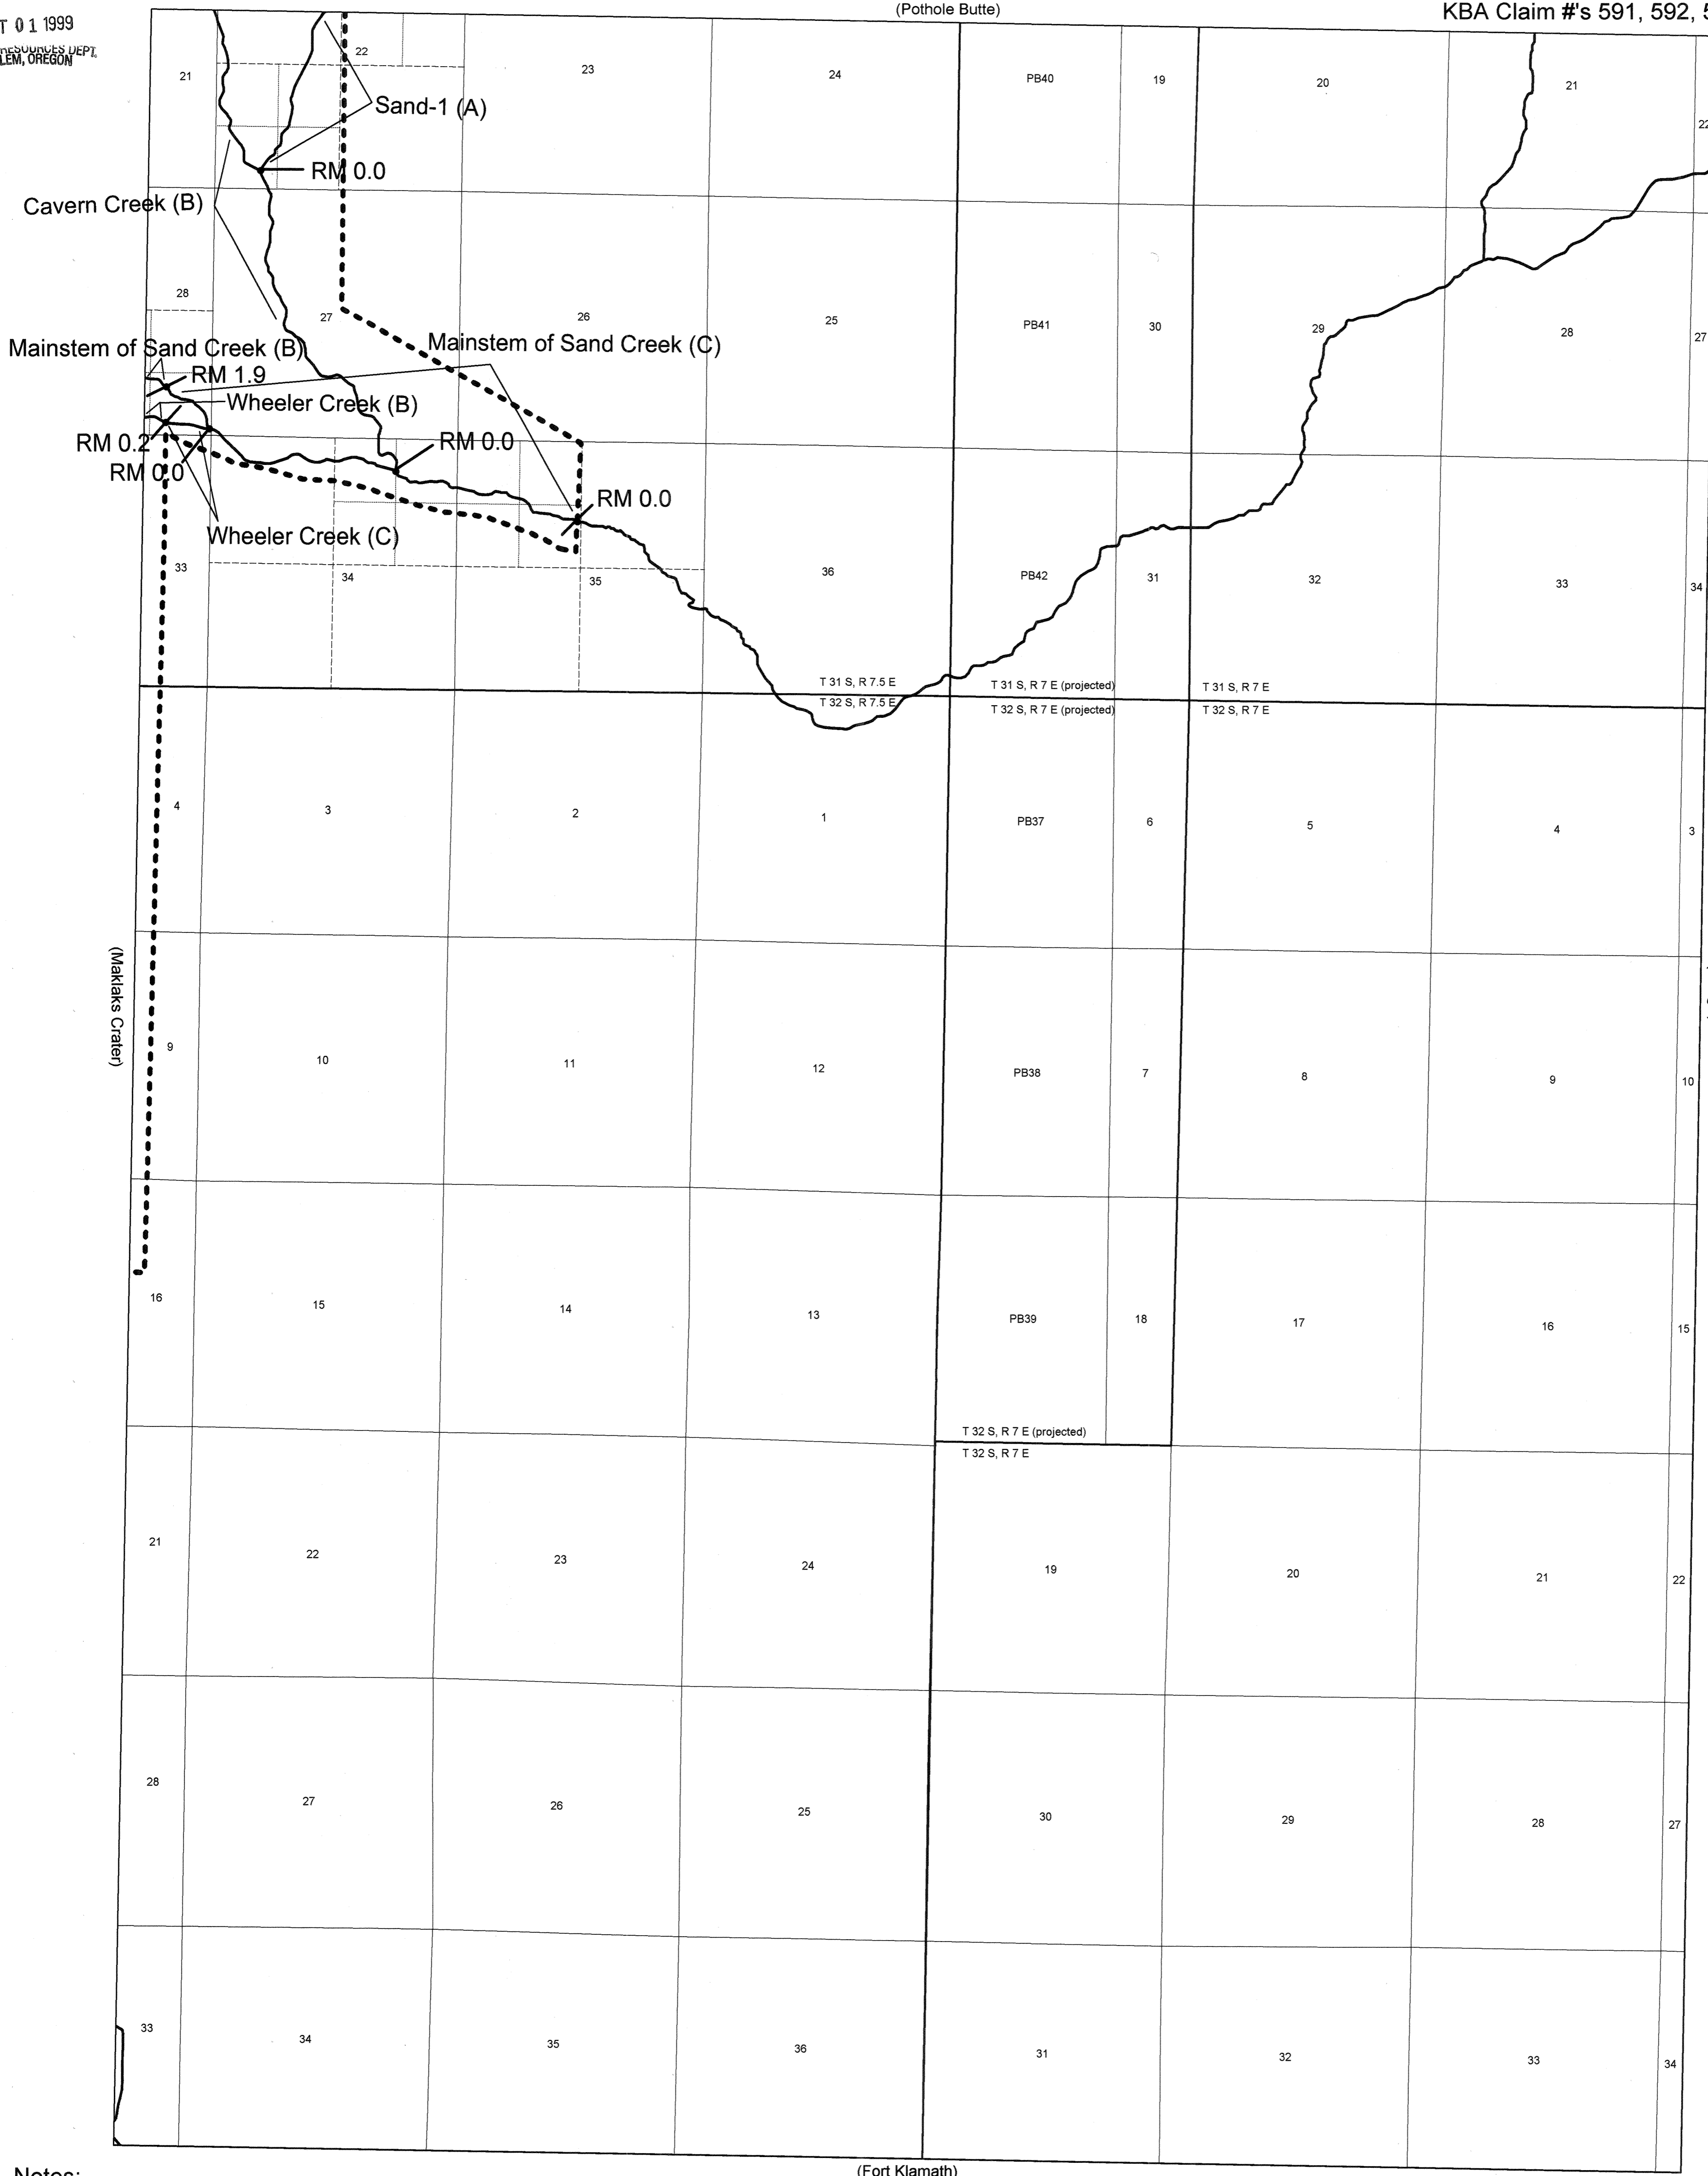 (Pothole Butte)
KBA Claim #'s 591, 592, 5
T 0 1 1999
RESOURCES DEPT.
LEM, OREGON
21
22
23
24
PB40
19
20
21
22
Sand-1 (A)
RM 0.0
Cavern Creek (B)
28
27
26
25
PB41
30
29
28
27
Mainstem of Sand Creek (B)
Mainstem of Sand Creek (C)
RM 1.9
Wheeler Creek (B)
RM 0.2
RM 0.0
RM 0.0
RM 0.0
Wheeler Creek (C)
33
34
35
36
PB42
31
32
33
34
T 31 S, R 7.5 E
T 31 S, R 7 E (projected)
T 31 S, R 7 E
T 32 S, R 7.5 E
T 32 S, R 7 E (projected)
T 32 S, R 7 E
4
3
2
1
PB37
6
5
4
3
(Maklaks Crater)
9
10
11
12
PB38
7
8
9
10
16
15
14
13
PB39
18
17
16
15
T 32 S, R 7 E (projected)
T 32 S, R 7 E
21
22
23
24
19
20
21
22
28
27
26
25
30
29
28
27
33
34
35
36
31
32
33
34
Notes:
(Fort Klamath)